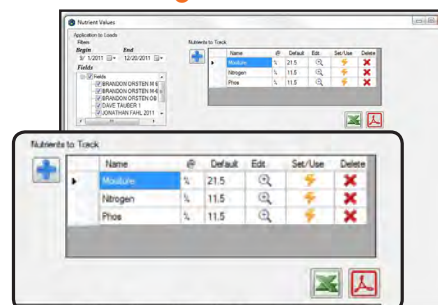 Nutrient Values
Application to Loads
Filters
Begin End
9/ 1/2011 12/20/2011
Fields
Fields
BRANDON ORSTEN M
BRANDON ORSTEN M
BRANDON ORSTEN OB
DAVE TAUBER 1
JONATHAN FAHL 2011
Nutrients to Track
Name @ Default Edit Set/Use Delete
Moisture % 21.5
Nitrogen % 11.5
Phos % 11.5
Nutrients to Track
Name @ Default Edit Set/Use Delete
Moisture % 21.5
Nitrogen % 11.5
Phos % 11.5